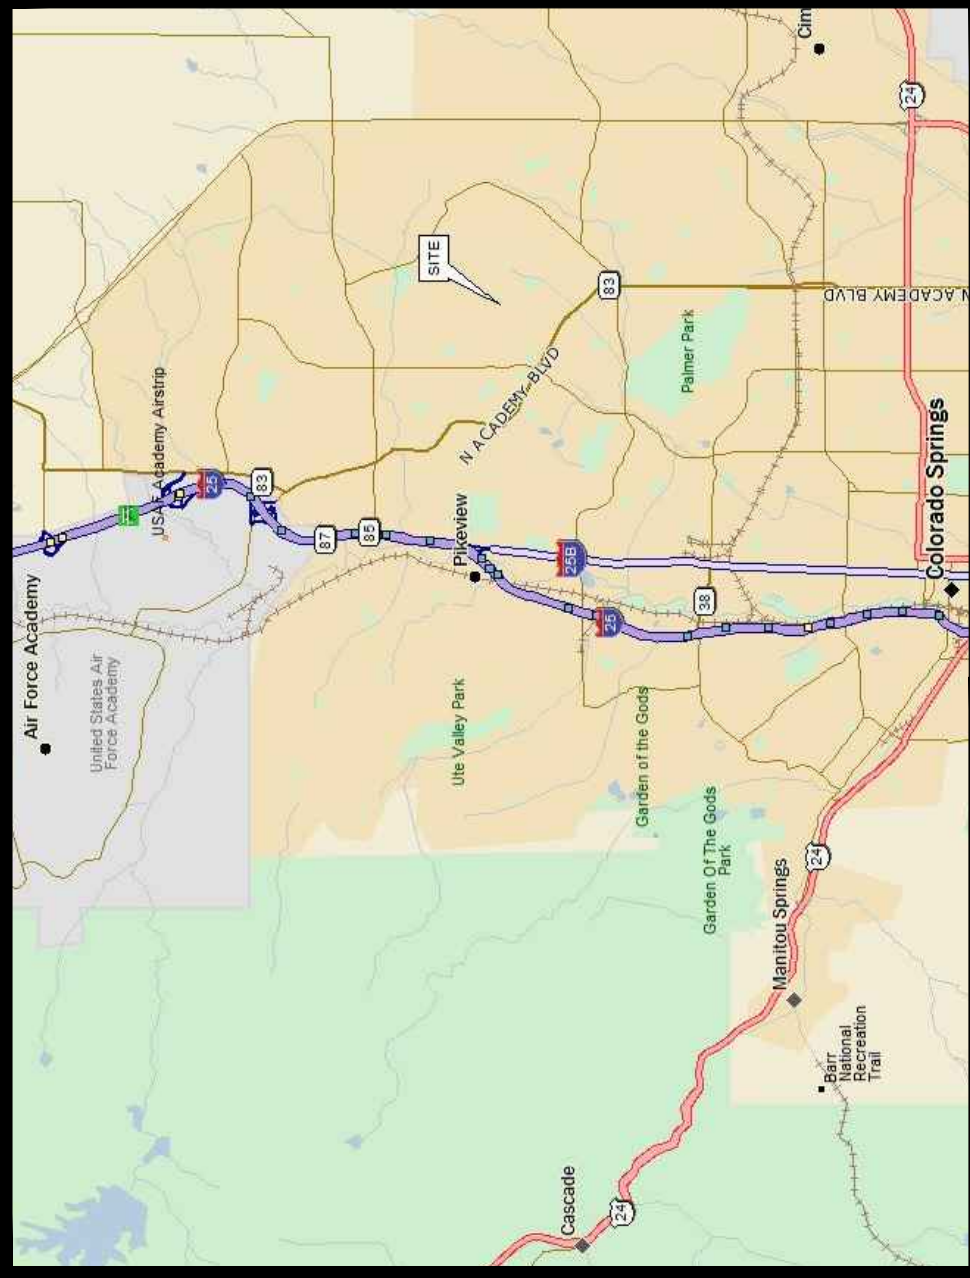 Air Force Academy
United States Air
Force Academy
USAF Academy Airstrip
25
83
87
85
Pikeview
N ACADEMY BLVD
SITE
83
N ACADEMY BLVD
Palmer Park
Cim
24
25B
25
38
Colorado Springs
Ute Valley Park
Garden of the Gods
Garden Of The Gods
Park
24
Manitou Springs
Barr
National
Recreation
Trail
Cascade
24